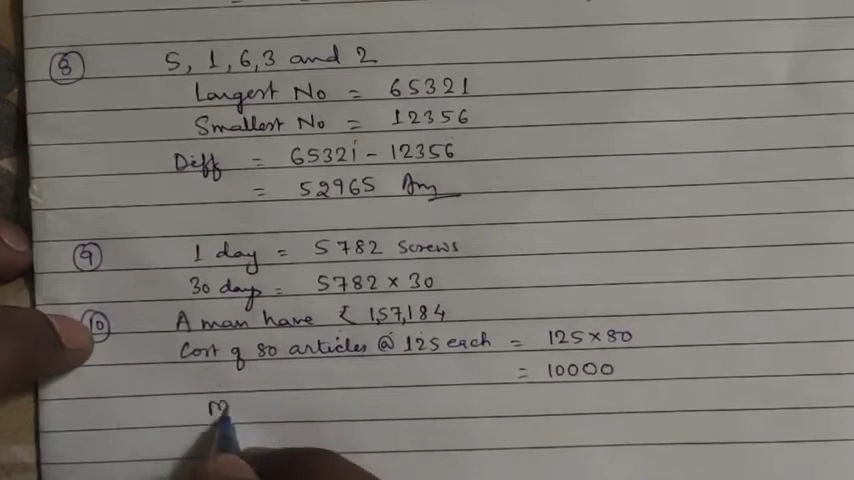 8 5, 1, 6, 3 and 2
Largest No = 65321
Smallest No = 12356
Diff = 65321 - 12356
= 52965 Ans
9 1 day = 5782 screws
30 days = 5782 × 30
10 A man have ₹ 1,57,184
Cost of 80 articles @ 125 each = 125 × 80
= 10000